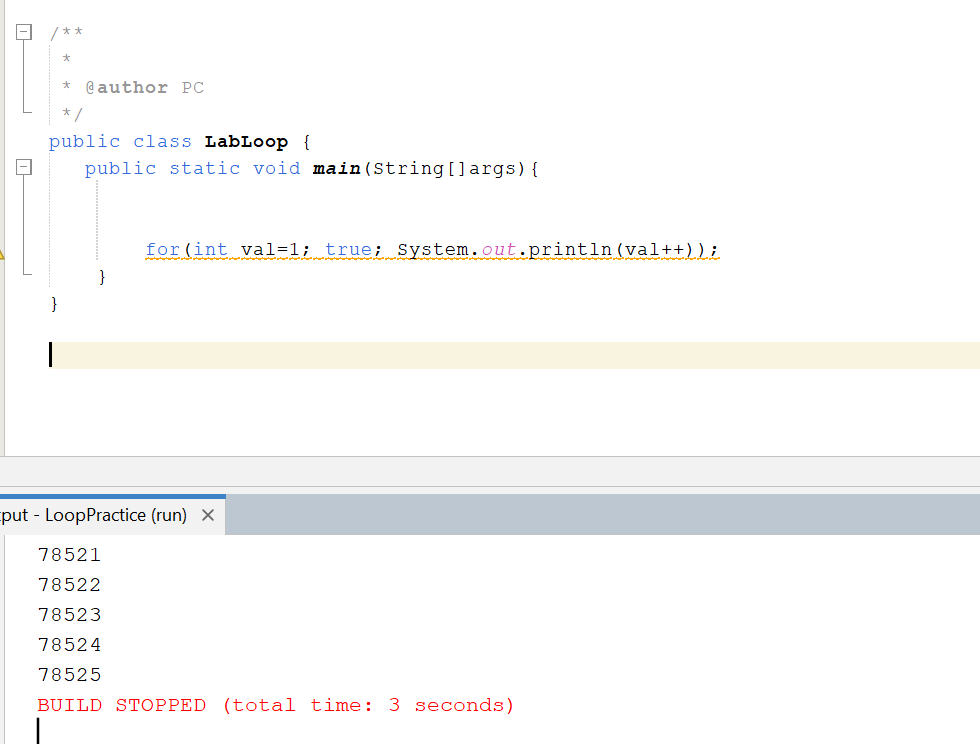 /**
*
* @author PC
*/
public class LabLoop {
public static void main(String[]args){
for(int val=1; true; System.out.println(val++));
}
}
put - LoopPractice (run)
78521
78522
78523
78524
78525
BUILD STOPPED (total time: 3 seconds)